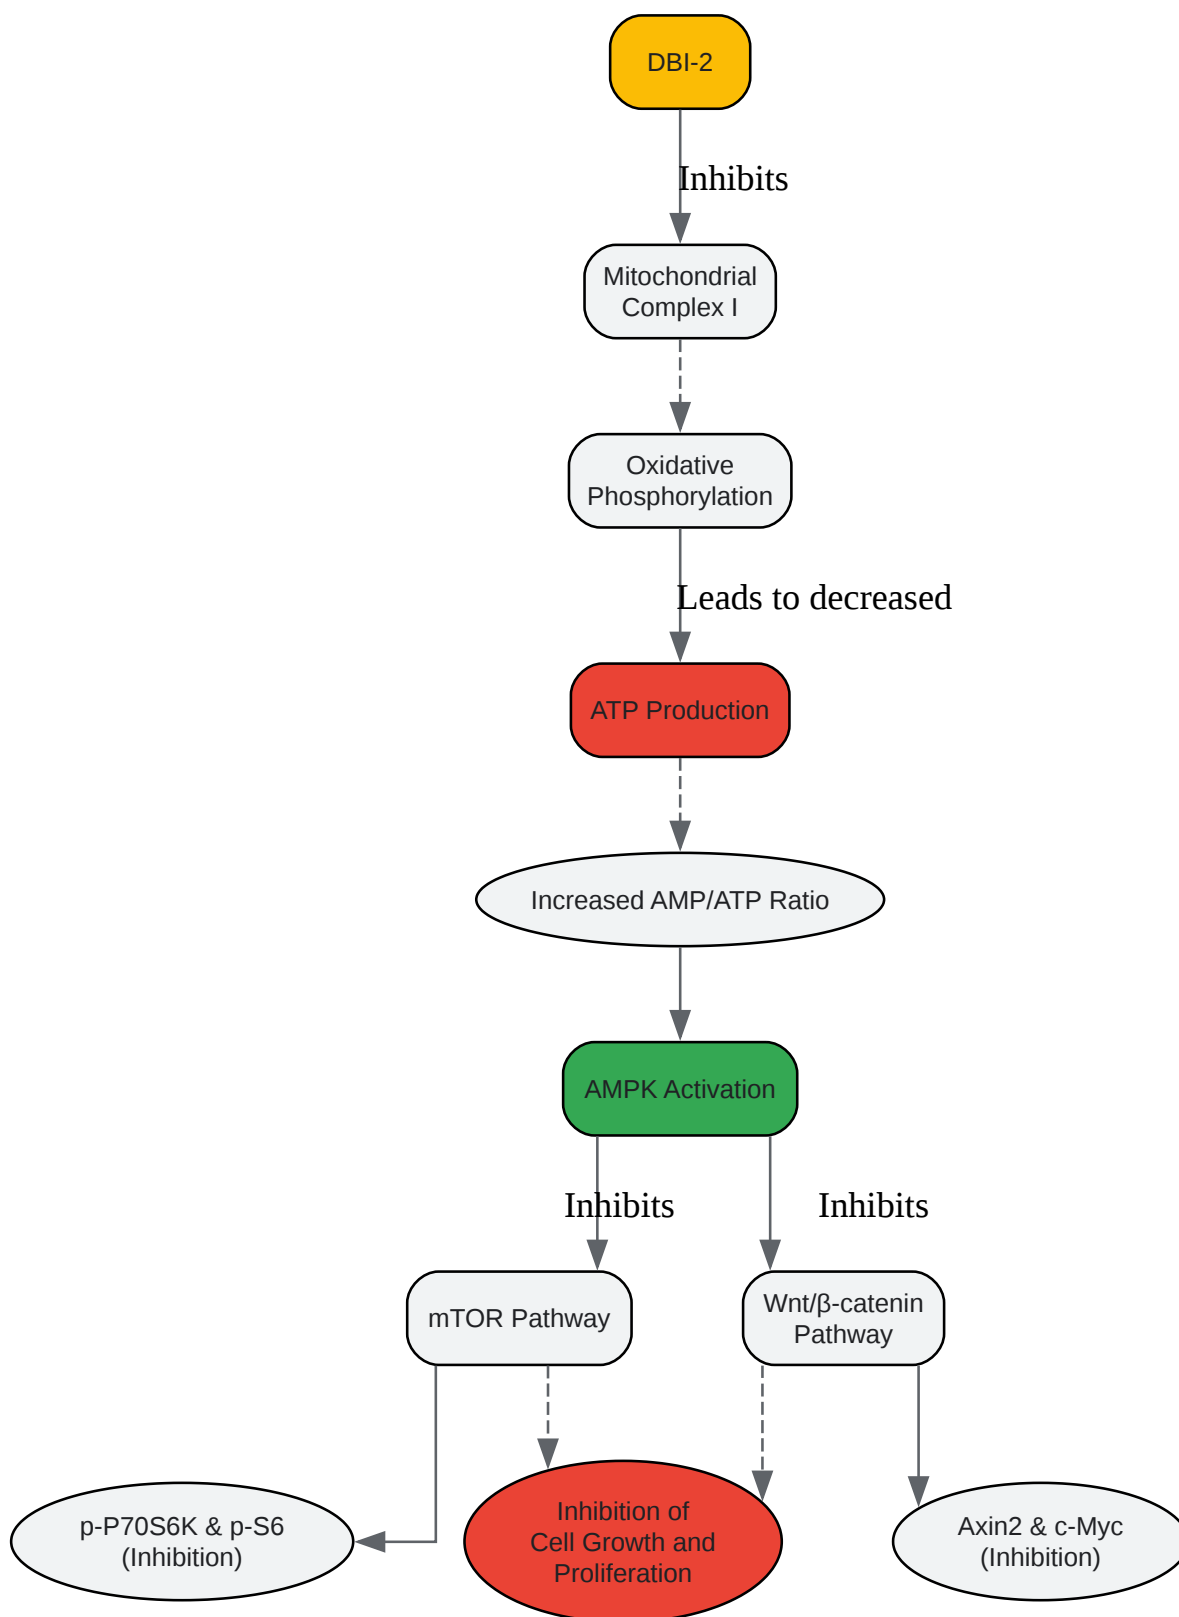 DBI-2
Inhibits
Mitochondrial
Complex I
Oxidative
Phosphorylation
Leads to decreased
ATP Production
Increased AMP/ATP Ratio
AMPK Activation
Inhibits
Inhibits
mTOR Pathway
Wnt/β-catenin
Pathway
p-P70S6K & p-S6
(Inhibition)
Inhibition of
Cell Growth and
Proliferation
Axin2 & c-Myc
(Inhibition)